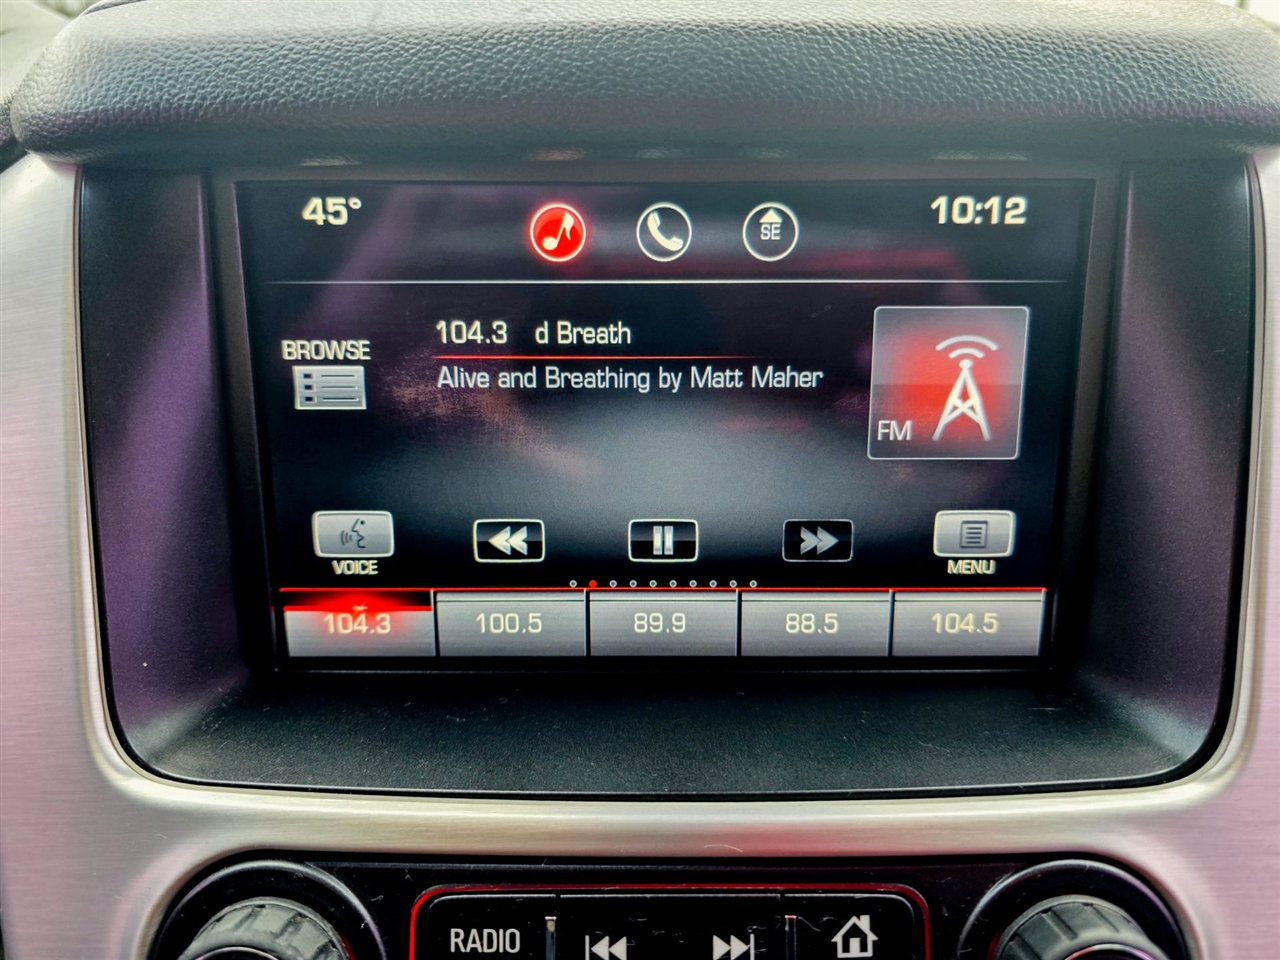 45°
SE
10:12
BROWSE
104.3 d Breath
Alive and Breathing by Matt Maher
FM
VOICE
MENU
104.3 100.5 89.9 88.5 104.5
RADIO